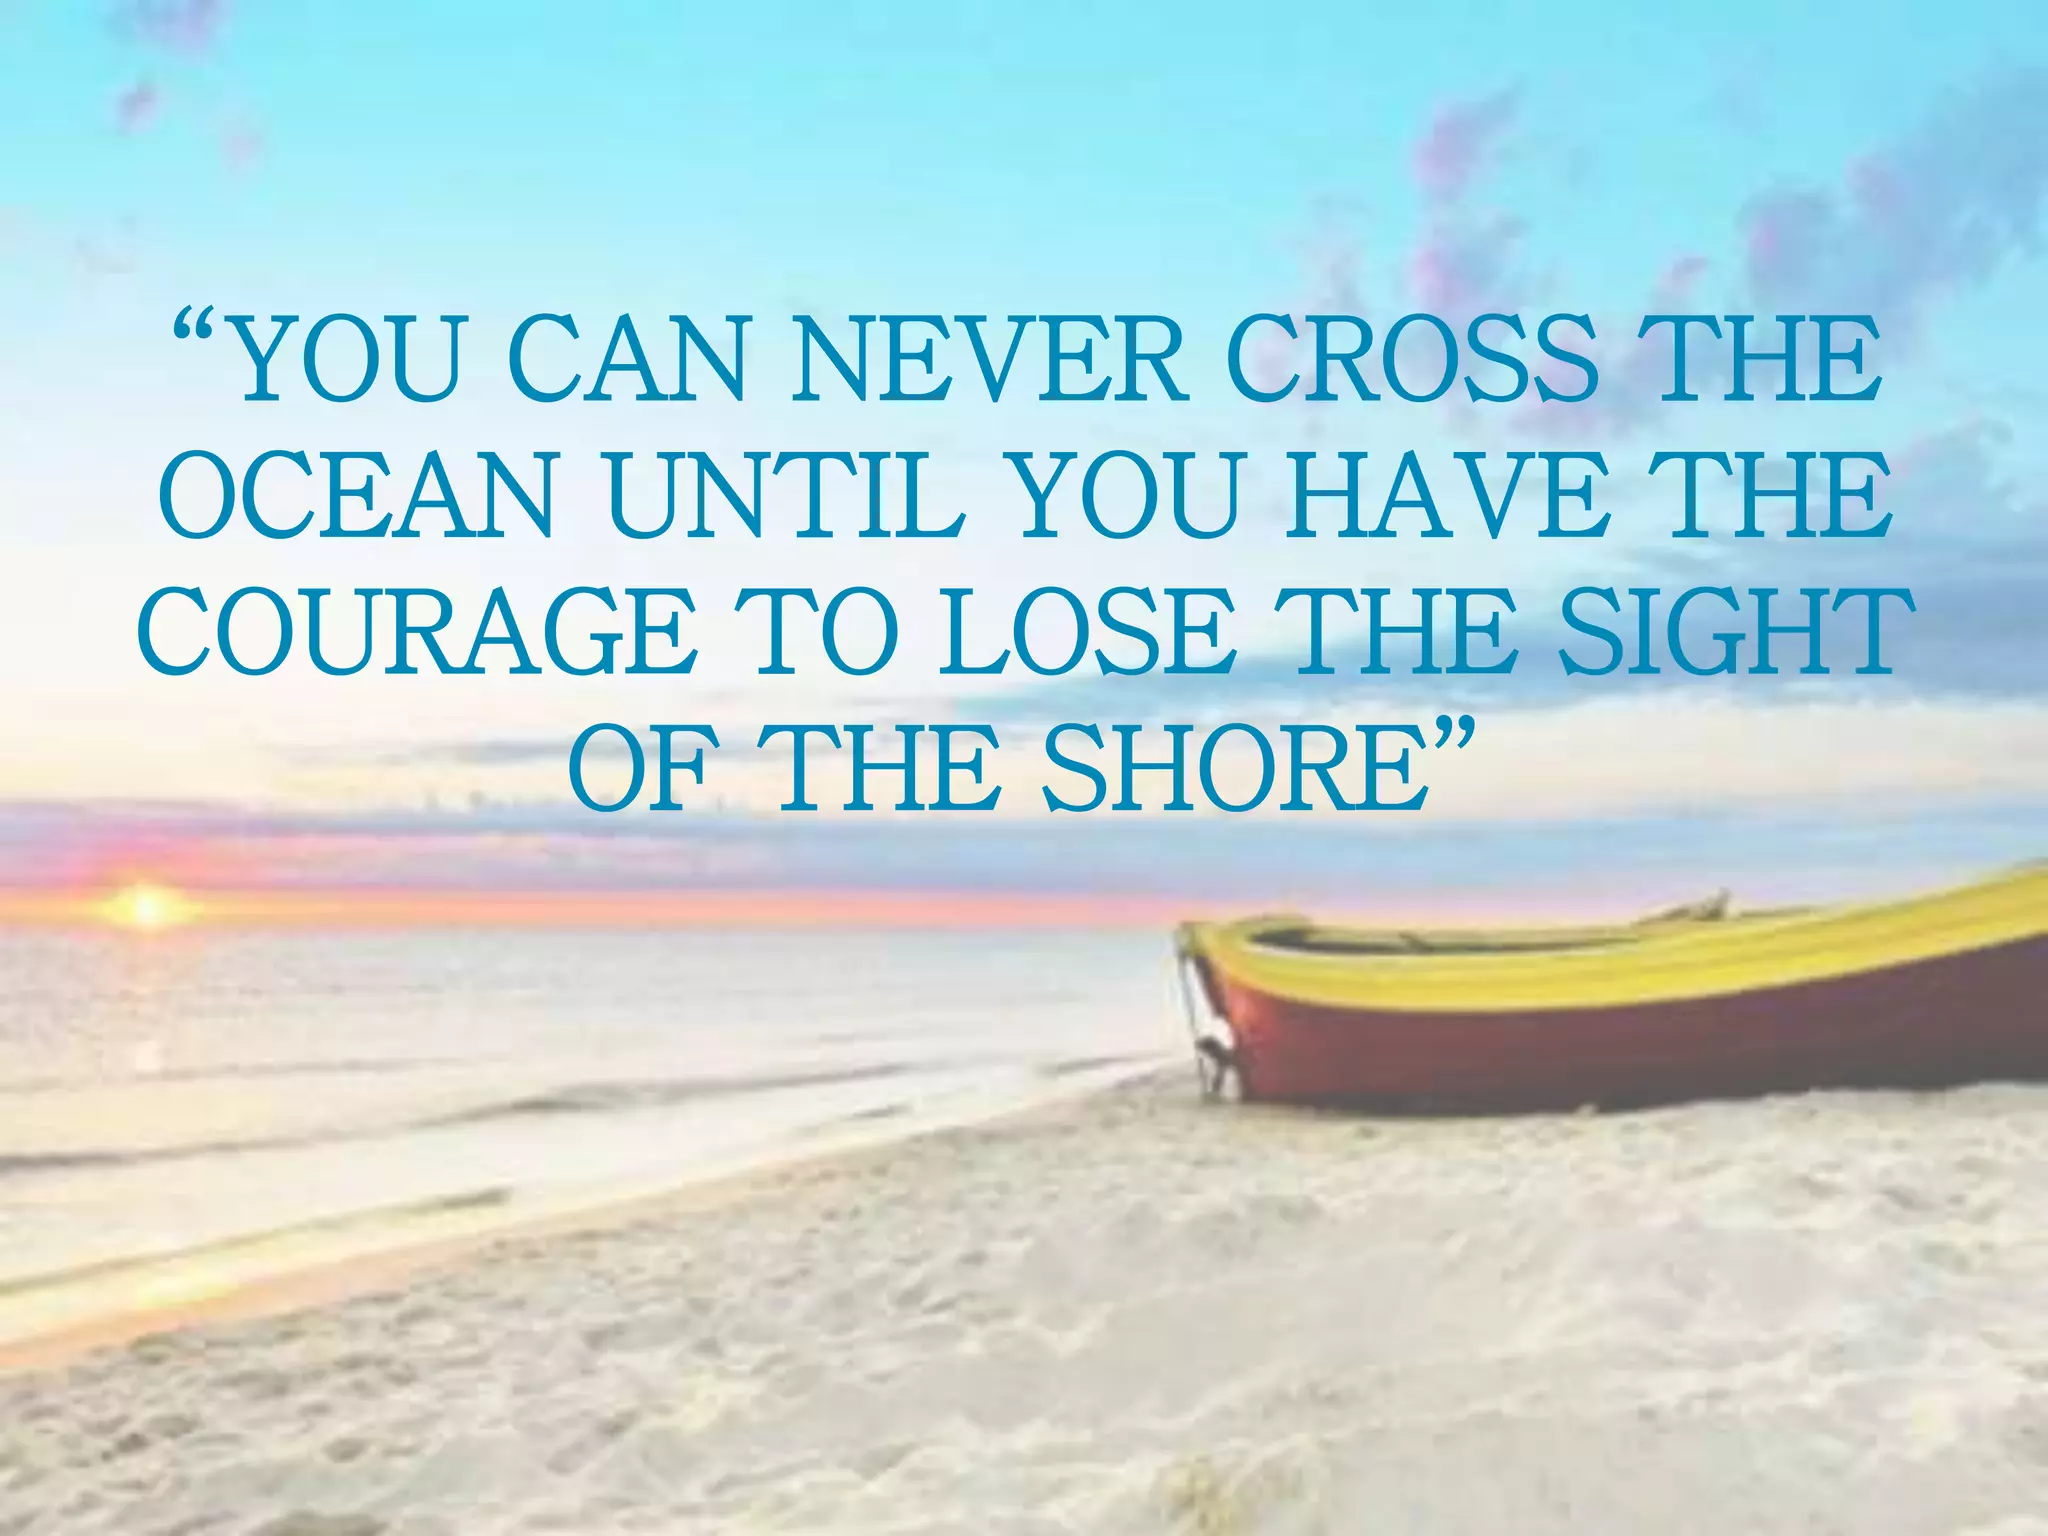 “YOU CAN NEVER CROSS THE
OCEAN UNTIL YOU HAVE THE
COURAGE TO LOSE THE SIGHT
OF THE SHORE”